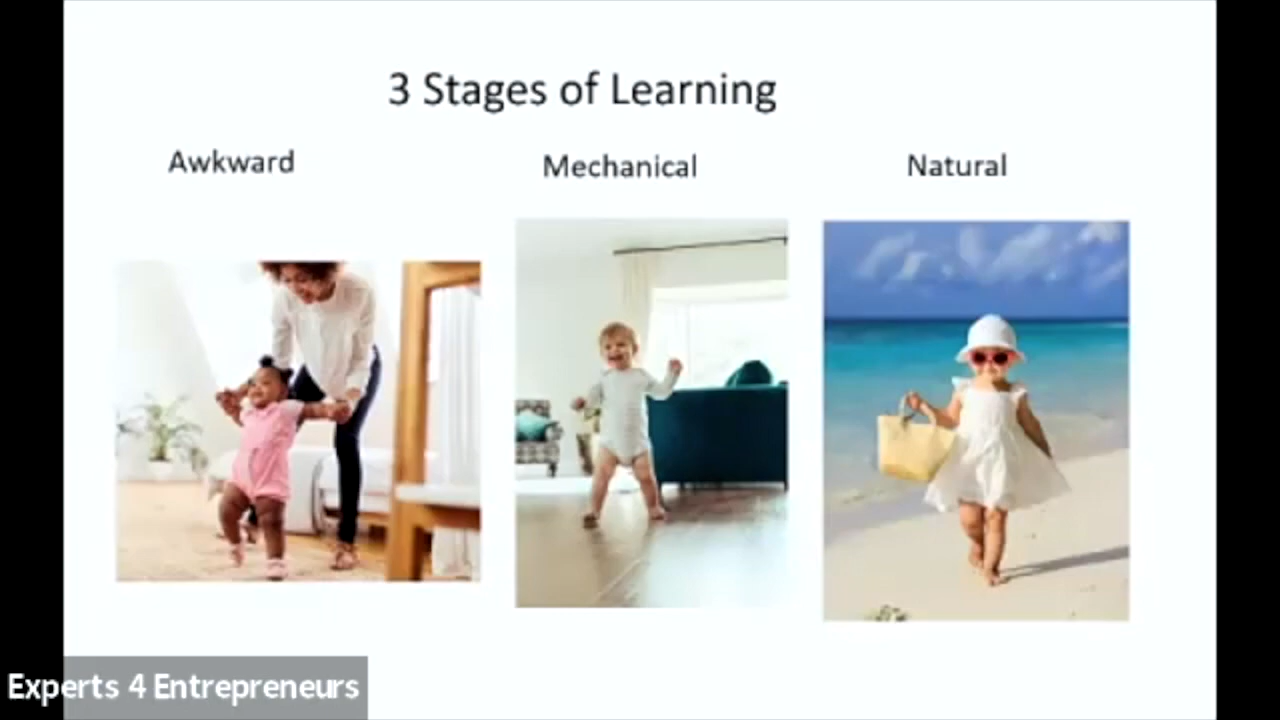 3 Stages of Learning
Awkward
Mechanical
Natural
Experts 4 Entrepreneurs